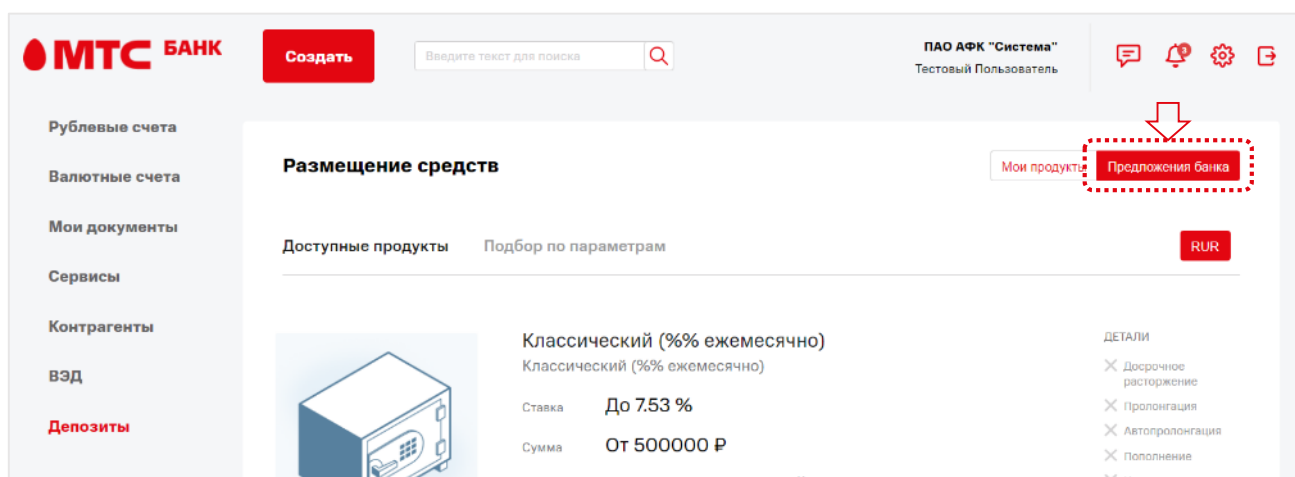 МТС БАНК
Создать
Введите текст для поиска
ПАО АФК "Система"
Тестовый Пользователь
3
Рублевые счета
Валютные счета
Мои документы
Сервисы
Контрагенты
ВЭД
Депозиты
Размещение средств
Мои продукты
Предложения банка
Доступные продукты
Подбор по параметрам
RUR
Классический (%% ежемесячно)
Классический (%% ежемесячно)
Ставка До 7.53 %
Сумма От 500000 ₽
ДЕТАЛИ
Досрочное
расторжение
Пролонгация
Автопролонгация
Пополнение